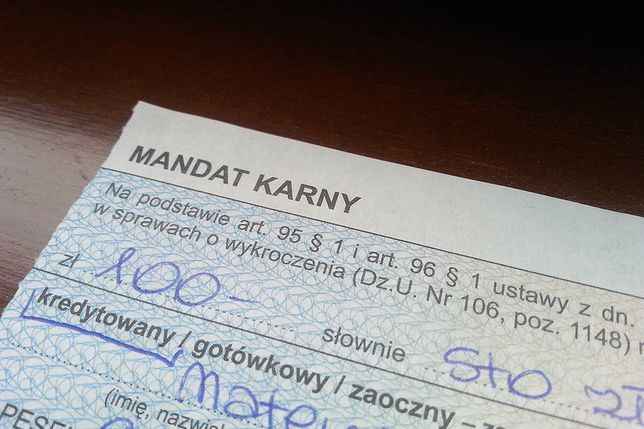 MANDAT KARNY
Na podstawie art. 95 § 1 i art. 96 § 1 ustawy z dn.
w sprawach o wykroczenia (Dz.U. Nr 106, poz. 1148)
zł 100- słownie sto
kredytowany / gotówkowy / zaoczny –
(imię,